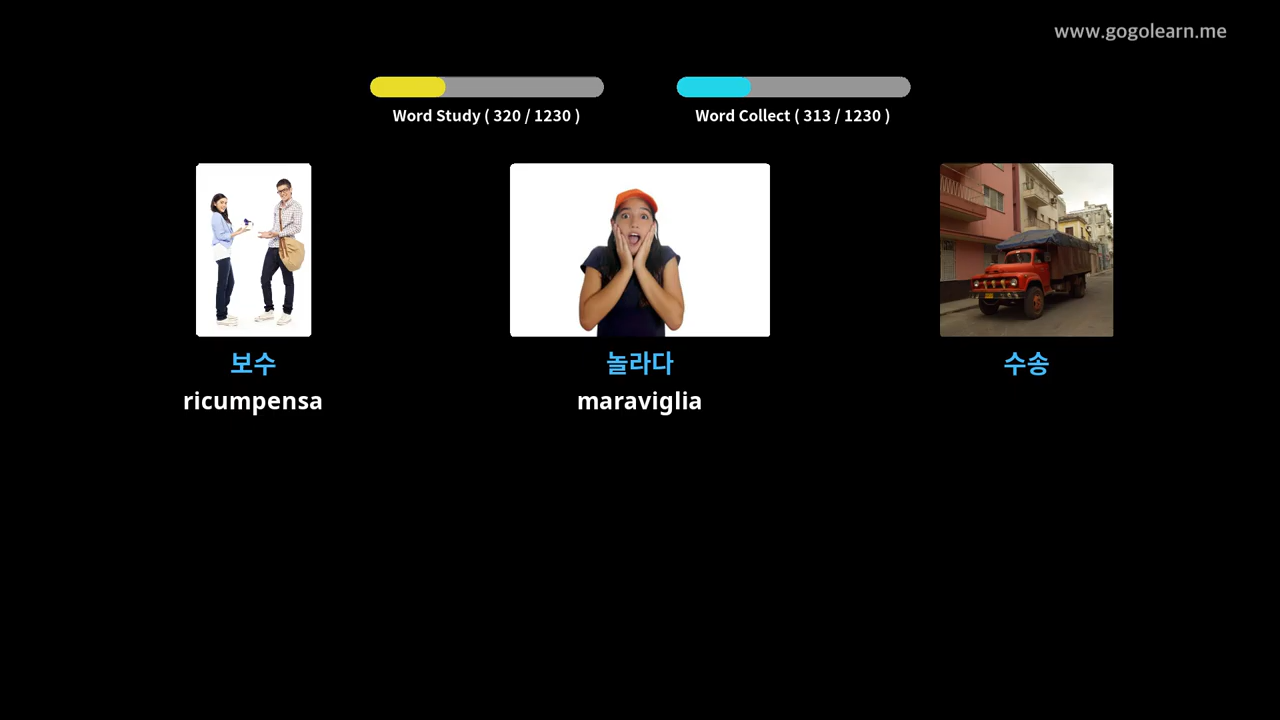 www.gogolearn.me
Word Study ( 320 / 1230 )
Word Collect ( 313 / 1230 )
보수
놀라다
수송
ricumpensa
maraviglia